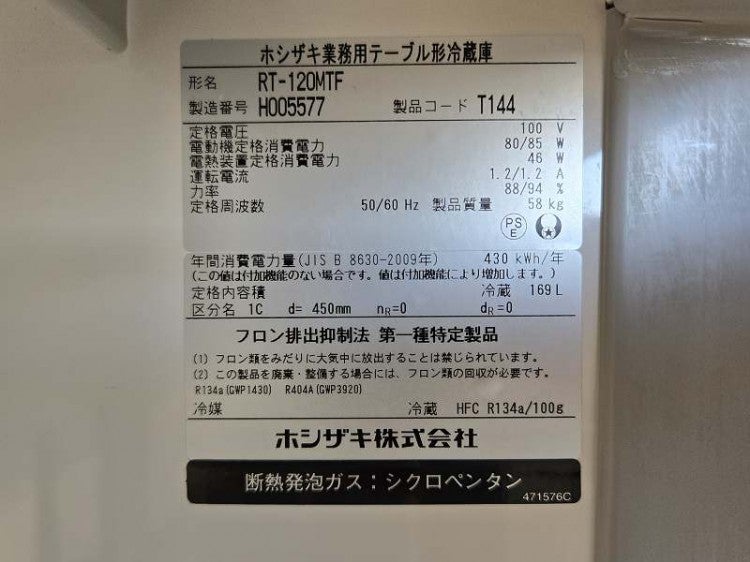 ホシザキ業務用テーブル形冷蔵庫
形名 RT-120MTF
製造番号 H005577 製品コード T144
定格電圧 100 V
電動機定格消費電力 80/85 W
電熱装置定格消費電力 46 W
運転電流 1.2/1.2 A
力率 88/94 %
定格周波数 50/60 Hz 製品質量 58 kg
PSE
年間消費電力量(JIS B 8630-2009年) 430 kWh/年
(この値は付加機能のない場合です。値は付加機能により増加します。)
定格内容積 冷蔵 169L
区分名 1C d= 450mm nR=0 dR=0
フロン排出抑制法 第一種特定製品
(1) フロン類をみだりに大気中に放出することは禁じられています。
(2) この製品を廃棄・整備する場合には、フロン類の回収が必要です。
R134a(GWP1430) R404A(GWP3920)
冷媒 冷蔵 HFC R134a/100g
ホシザキ株式会社
断熱発泡ガス：シクロペンタン
471576C